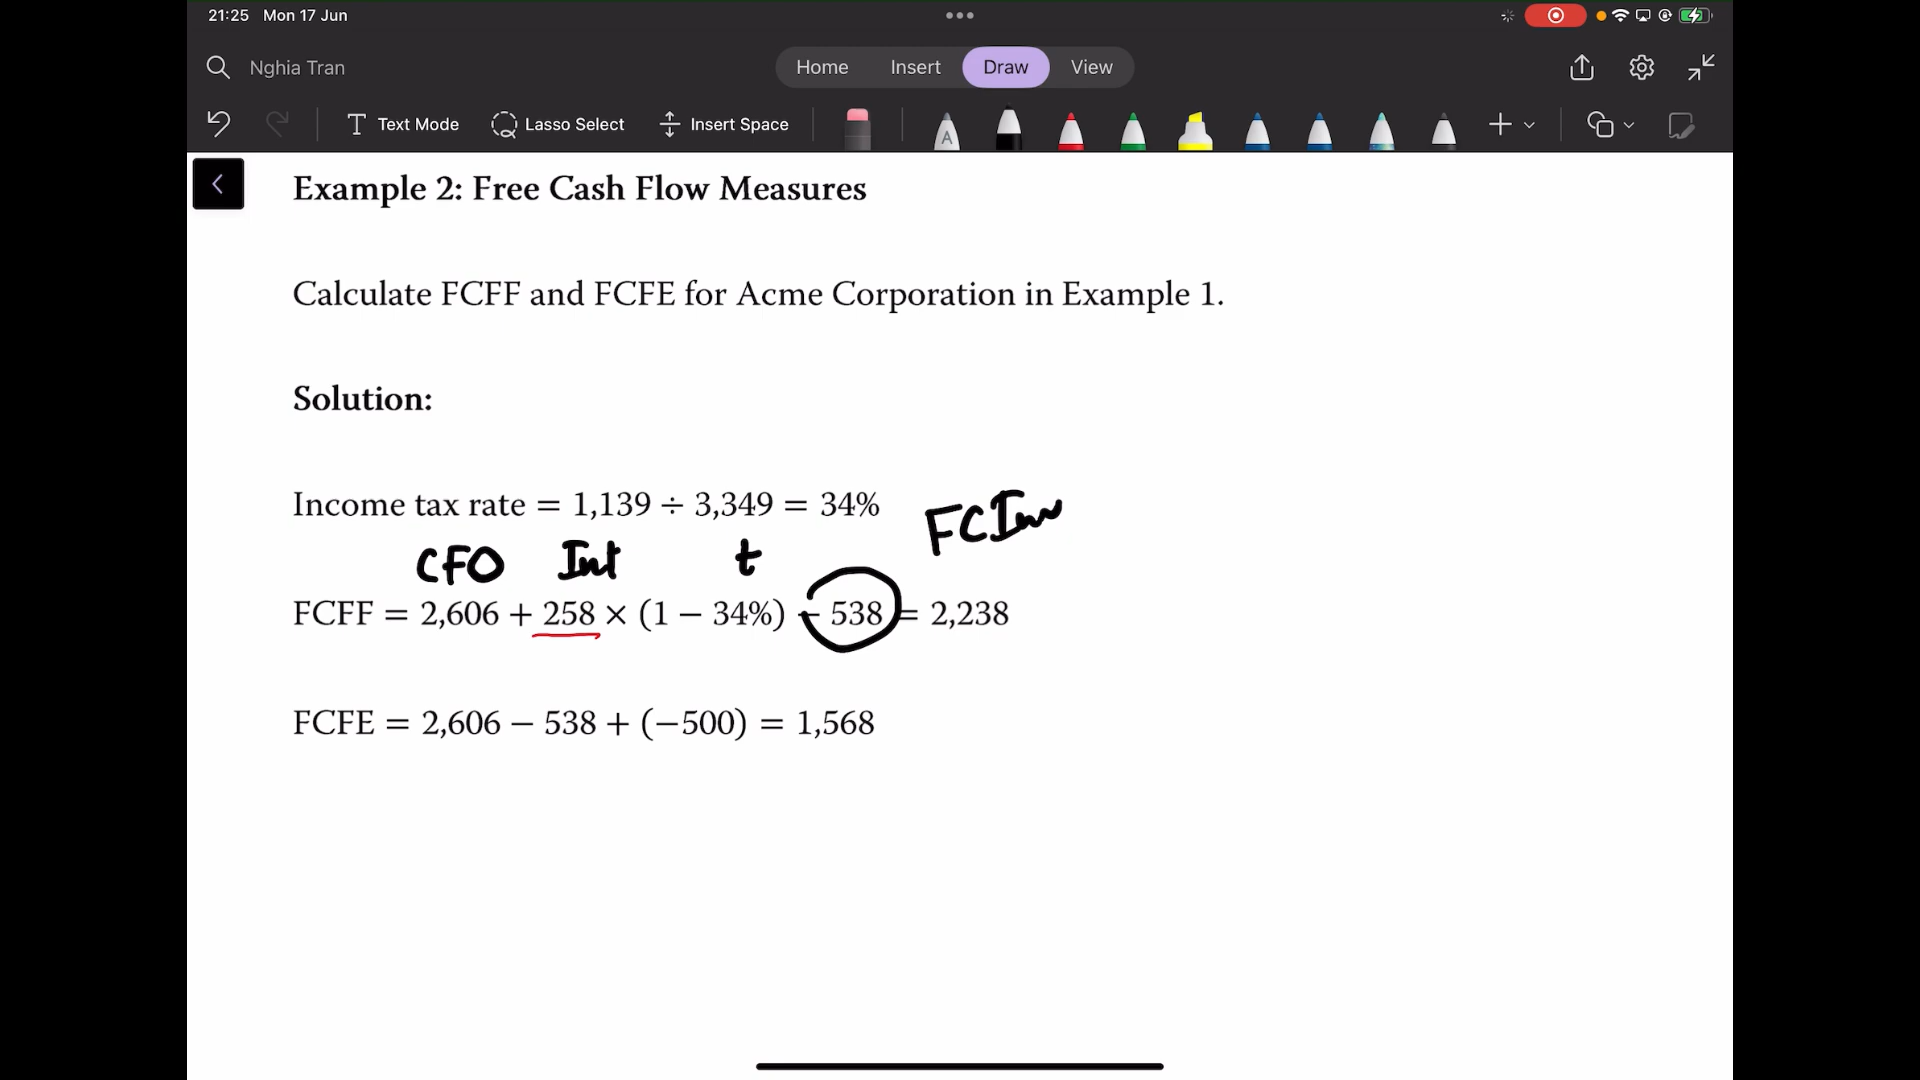 21:25 Mon 17 Jun
Nghia Tran
Home Insert Draw View
Text Mode Lasso Select Insert Space
A
Example 2: Free Cash Flow Measures
Calculate FCFF and FCFE for Acme Corporation in Example 1.
Solution:
Income tax rate = 1,139 ÷ 3,349 = 34%
FCInv
CFO Int t
FCFF = 2,606 + 258 × (1 − 34%) − 538 = 2,238
FCFE = 2,606 − 538 + (−500) = 1,568